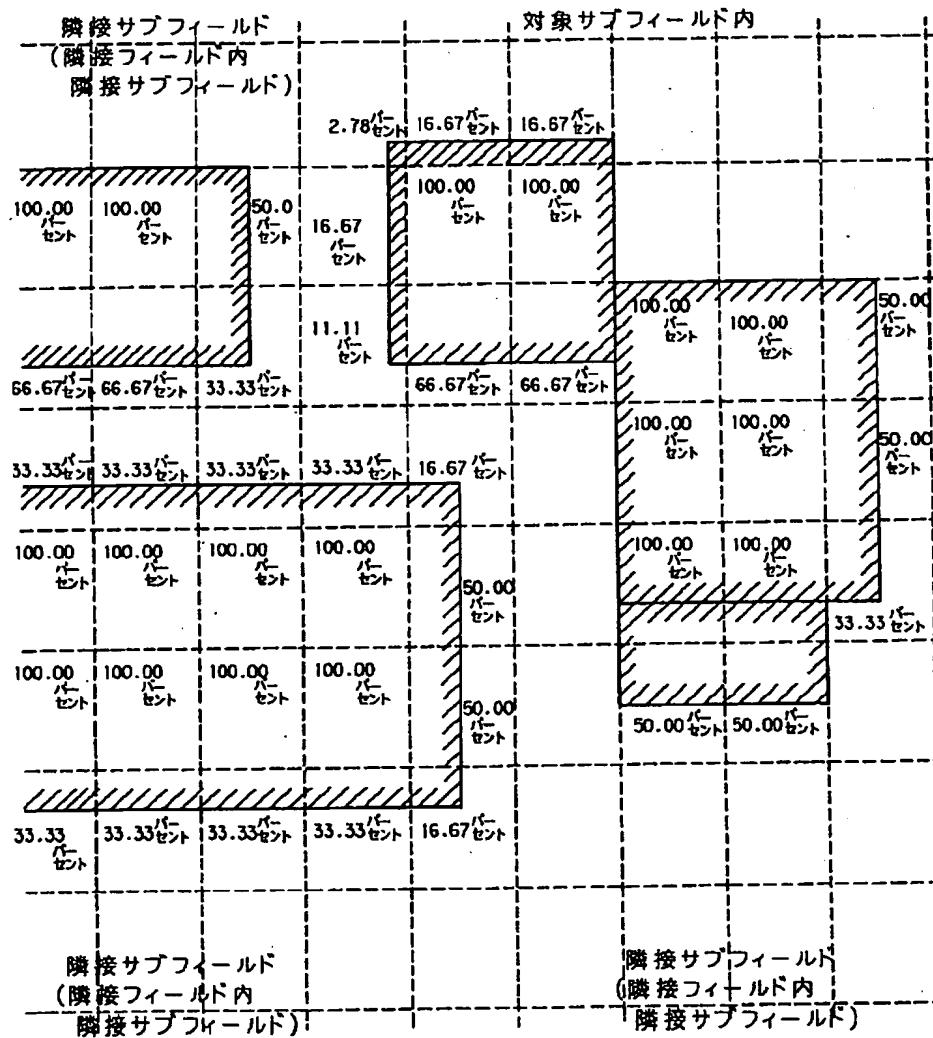 隣接サブフィールド
(隣接フィールド内
隣接サブフィールド)
対象サブフィールド内
2.78パーセント 16.67パーセント 16.67パーセント
100.00パーセント 100.00パーセント 50.0パーセント 16.67パーセント 100.00パーセント 100.00パーセント
11.11パーセント 100.00パーセント 100.00パーセント 50.00パーセント
66.67パーセント 66.67パーセント 33.33パーセント 66.67パーセント 66.67パーセント
100.00パーセント 100.00パーセント 50.00パーセント
33.33パーセント 33.33パーセント 33.33パーセント 33.33パーセント 16.67パーセント
100.00パーセント 100.00パーセント 100.00パーセント 100.00パーセント 50.00パーセント 100.00パーセント 100.00パーセント
33.33パーセント
100.00パーセント 100.00パーセント 100.00パーセント 100.00パーセント 50.00パーセント
50.00パーセント 50.00パーセント
33.33パーセント 33.33パーセント 33.33パーセント 33.33パーセント 16.67パーセント
隣接サブフィールド
(隣接フィールド内
隣接サブフィールド)
隣接サブフィールド
(隣接フィールド内
隣接サブフィールド)